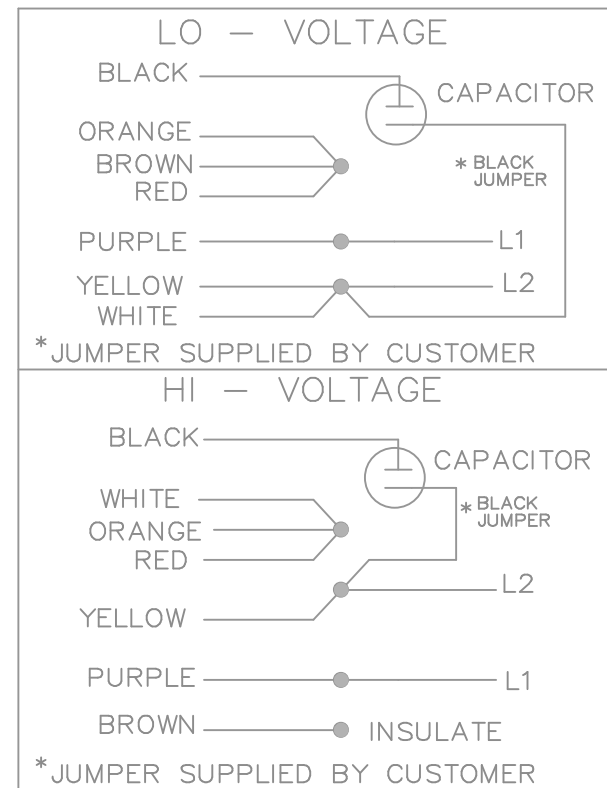 LO - VOLTAGE
BLACK
CAPACITOR
ORANGE
BROWN
RED
* BLACK
JUMPER
PURPLE
L1
YELLOW
L2
WHITE
*JUMPER SUPPLIED BY CUSTOMER
HI - VOLTAGE
BLACK
CAPACITOR
WHITE
ORANGE
RED
* BLACK
JUMPER
L2
YELLOW
PURPLE
L1
BROWN
INSULATE
*JUMPER SUPPLIED BY CUSTOMER